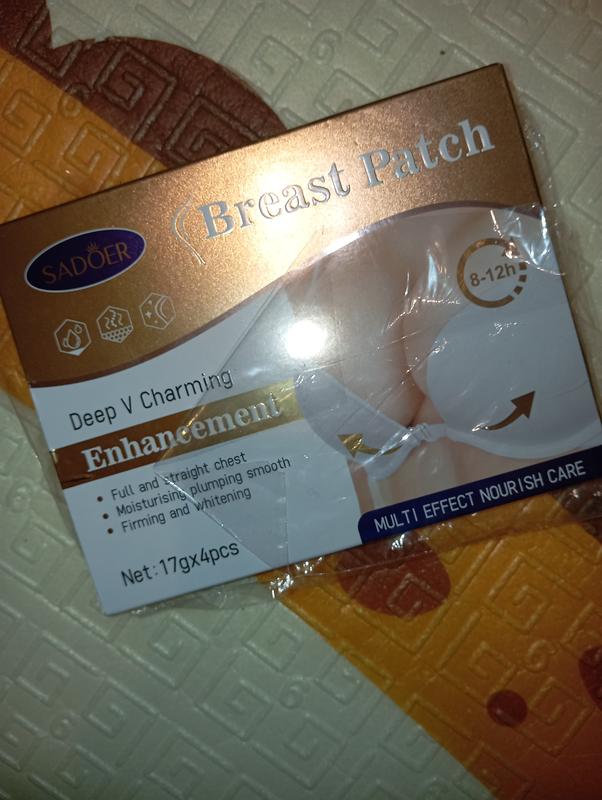 Breast Patch
SADOER
8-12h
Deep V Charming
Enhancement
Full and straight chest
Moisturising plumping smooth
Firming and whitening
Net:17gx4pcs
MULTI EFFECT NOURISH CARE